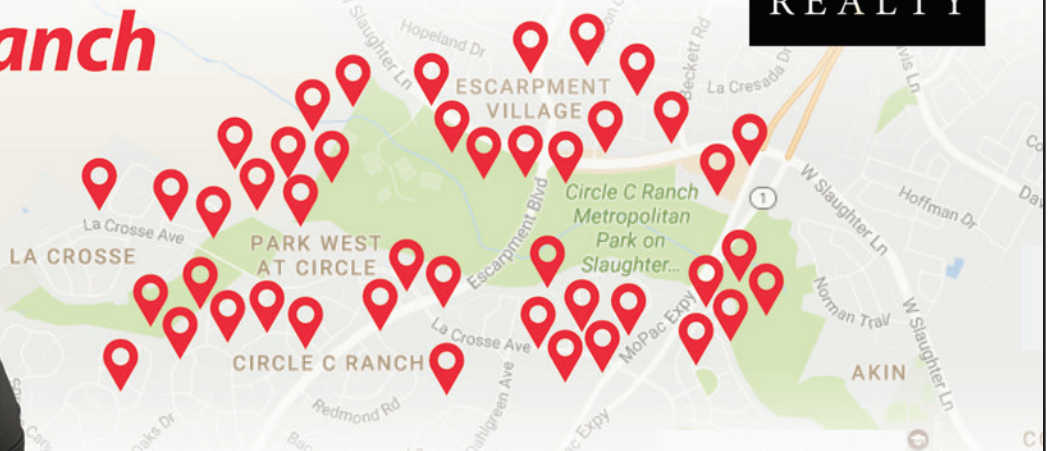 anch
REALTY
Slaughter Ln
Hopeland Dr
Beckett Rd
La Cresada Dr
ESCARPMENT
VILLAGE
Circle C Ranch
Metropolitan
Park on
Slaughter...
1
W Slaughter Ln
Hoffman Dr
La Crosse Ave
LA CROSSE
PARK WEST
AT CIRCLE
Escarpment Blvd
MoPac Expy
Norman Trail
W Slaughter Ln
La Crosse Ave
CIRCLE C RANCH
AKIN
Redmond Rd